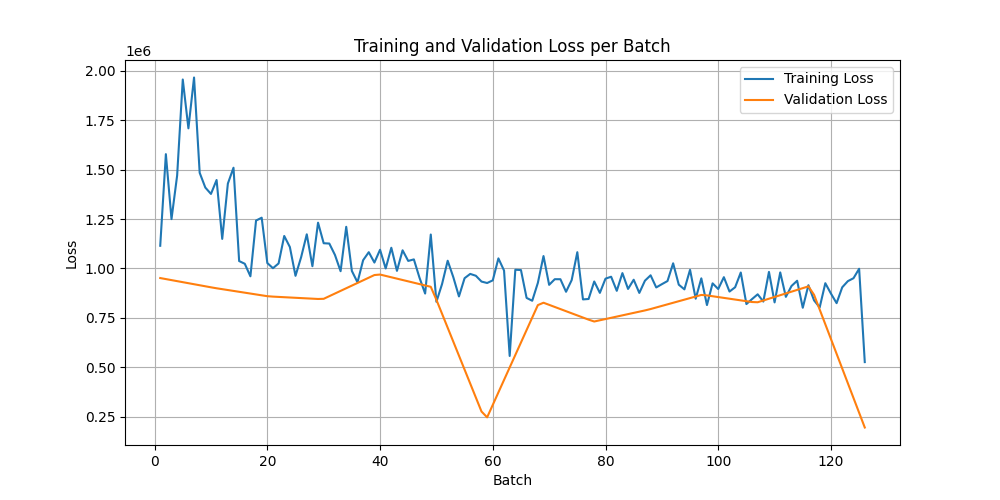 Training and Validation Loss per Batch
1e6
Training Loss
Validation Loss
2.00
1.75
1.50
1.25
1.00
0.75
0.50
0.25
Loss
0 20 40 60 80 100 120
Batch